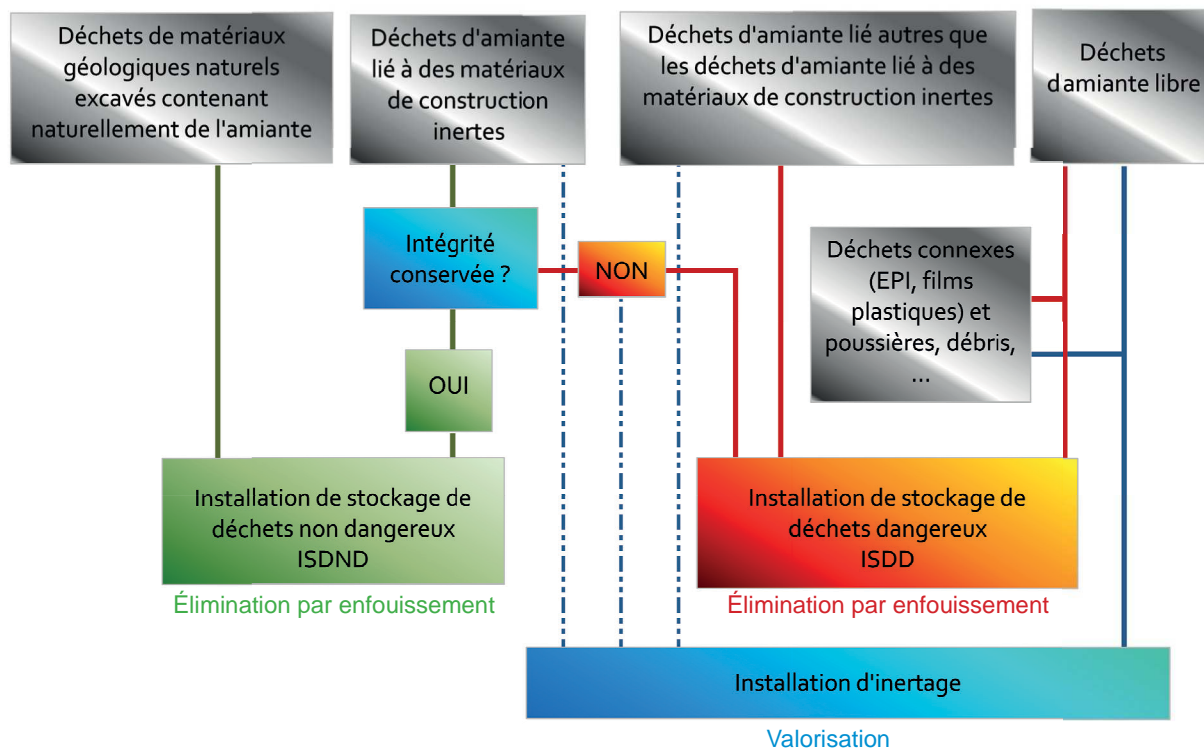 Déchets de matériaux
géologiques naturels
excavés contenant
naturellement de l'amiante
Déchets d'amiante
lié à des matériaux
de construction
inertes
Déchets d'amiante lié autres que
les déchets d'amiante lié à des
matériaux de construction inertes
Déchets
d'amiante libre
Intégrité
conservée ?
NON
Déchets connexes
(EPI, films
plastiques) et
poussières, débris,
...
OUI
Installation de stockage de
déchets non dangereux
ISDND
Installation de stockage de
déchets dangereux
ISDD
Élimination par enfouissement
Élimination par enfouissement
Installation d'inertage
Valorisation